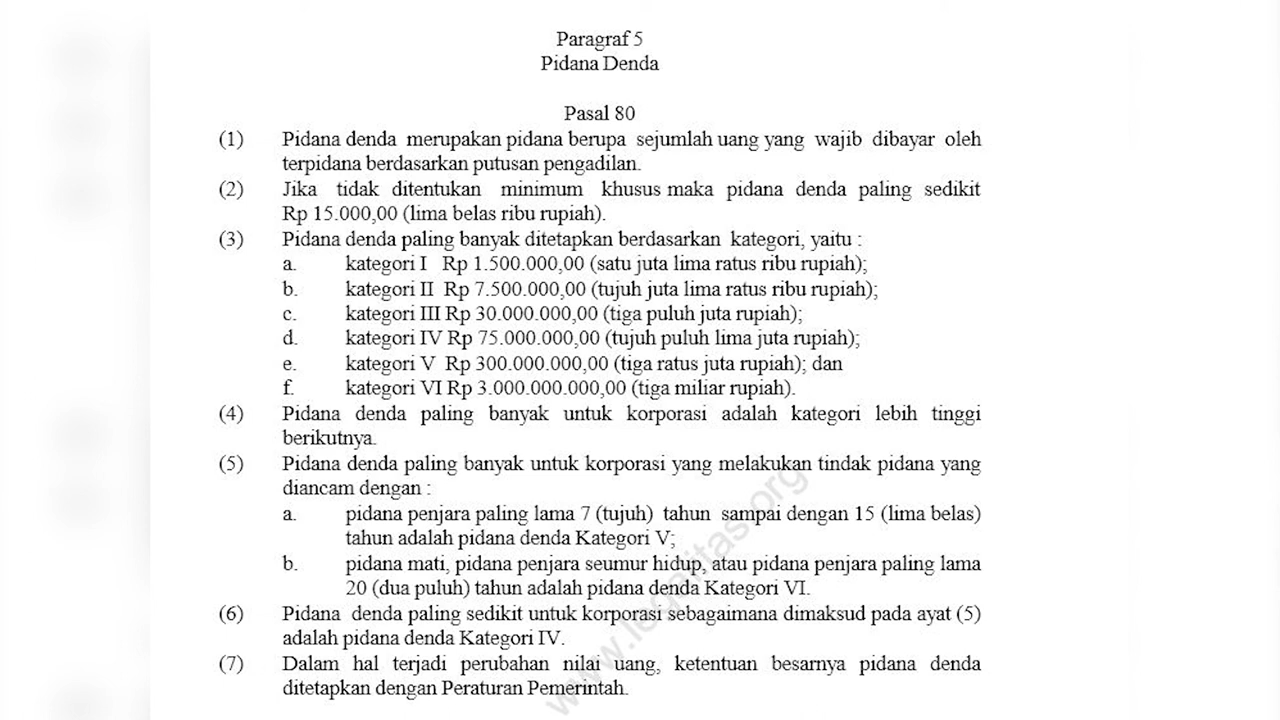 Paragraf 5
Pidana Denda
Pasal 80
(1) Pidana denda merupakan pidana berupa sejumlah uang yang wajib dibayar oleh
terpidana berdasarkan putusan pengadilan.
(2) Jika tidak ditentukan minimum khusus maka pidana denda paling sedikit
Rp 15.000,00 (lima belas ribu rupiah).
(3) Pidana denda paling banyak ditetapkan berdasarkan kategori, yaitu :
a. kategori I Rp 1.500.000,00 (satu juta lima ratus ribu rupiah);
b. kategori II Rp 7.500.000,00 (tujuh juta lima ratus ribu rupiah);
c. kategori III Rp 30.000.000,00 (tiga puluh juta rupiah);
d. kategori IV Rp 75.000.000,00 (tujuh puluh lima juta rupiah);
e. kategori V Rp 300.000.000,00 (tiga ratus juta rupiah); dan
f. kategori VI Rp 3.000.000.000,00 (tiga miliar rupiah).
(4) Pidana denda paling banyak untuk korporasi adalah kategori lebih tinggi
berikutnya.
(5) Pidana denda paling banyak untuk korporasi yang melakukan tindak pidana yang
diancam dengan :
a. pidana penjara paling lama 7 (tujuh) tahun sampai dengan 15 (lima belas)
tahun adalah pidana denda Kategori V;
b. pidana mati, pidana penjara seumur hidup, atau pidana penjara paling lama
20 (dua puluh) tahun adalah pidana denda Kategori VI.
(6) Pidana denda paling sedikit untuk korporasi sebagaimana dimaksud pada ayat (5)
adalah pidana denda Kategori IV.
(7) Dalam hal terjadi perubahan nilai uang, ketentuan besarnya pidana denda
ditetapkan dengan Peraturan Pemerintah.
www.legalitas.org